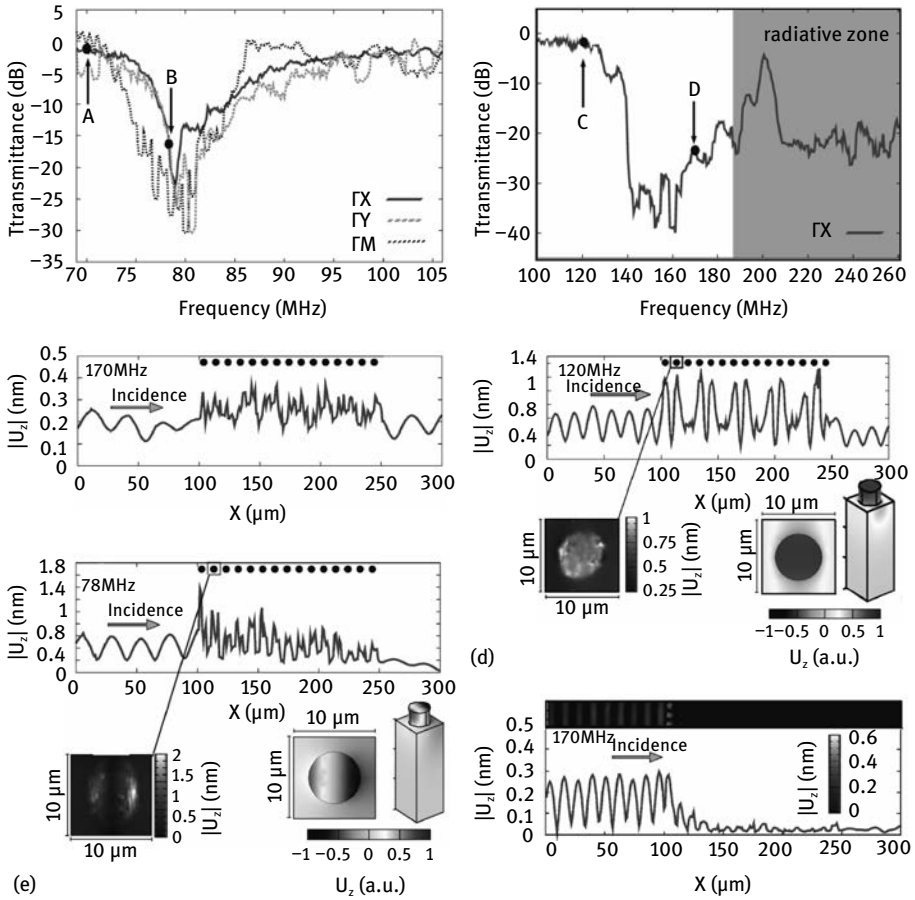 0
−5
−10
−15
−20
−25
−30
−35
Ttransmittance (dB)
A
B
ΓX
ΓY
ΓM
70 75 80 85 90 95 100 105
Frequency (MHz)
0
−10
−20
−30
−40
Ttransmittance (dB)
radiative zone
C
D
ΓX
100 120 140 160 180 200 220 240 260
Frequency (MHz)
0.5
0.4
0.3
0.2
0.1
0
|Uz| (nm)
170MHz
Incidence
0 50 100 150 200 250 300
X (µm)
1.4
1
0.8
0.4
0
|Uz| (nm)
120MHz
Incidence
0 50 100 150 200 250 300
X (µm)
10 µm
10 µm
1
0.75
0.5
0.25
|Uz| (nm)
10 µm
10 µm
−1 −0.5 0 0.5 1
Uz (a.u.)
(d)
1.8
1.4
1
0.8
0.4
0
|Uz| (nm)
78MHz
Incidence
0 50 100 150 200 250 300
X (µm)
10 µm
10 µm
2
1.5
1
0.5
0
|Uz| (nm)
10 µm
10 µm
−1 −0.5 0 0.5 1
Uz (a.u.)
(e)
0.5
0.4
0.3
0.2
0.1
0
|Uz| (nm)
170MHz
Incidence
0.6
0.4
0.2
0
|Uz| (nm)
0 50 100 150 200 250 300
X (µm)